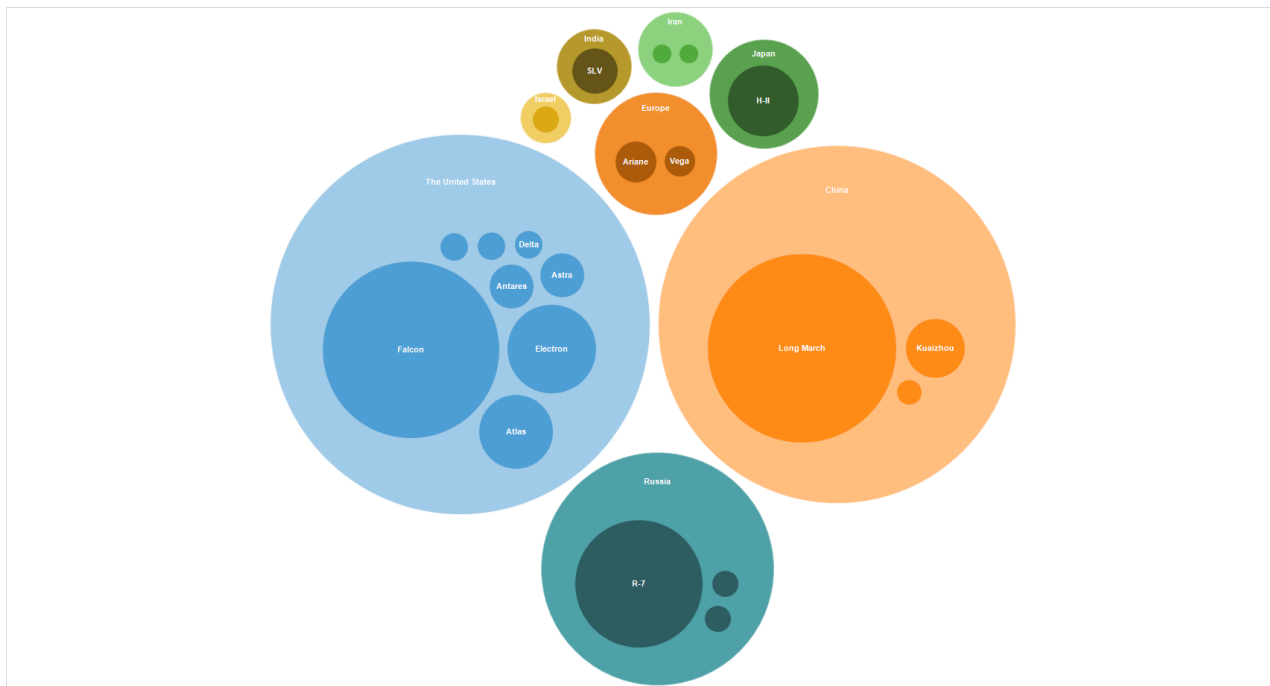 Iran
India
SLV
Japan
H-II
Israel
Europe
Ariane
Vega
The United States
Delta
Astra
Antares
Falcon
Electron
Atlas
China
Long March
Kuaizhou
Russia
R-7